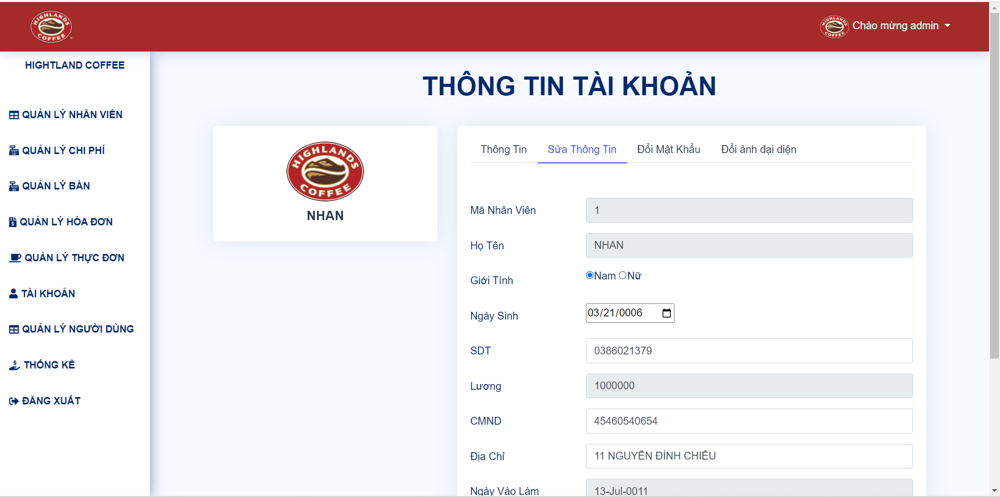 HIGHLANDS COFFEE
HIGHLANDS COFFEE
Chào mừng admin
HIGHTLAND COFFEE
QUẢN LÝ NHÂN VIÊN
QUẢN LÝ CHI PHÍ
QUẢN LÝ BÀN
QUẢN LÝ HÓA ĐƠN
QUẢN LÝ THỰC ĐƠN
TÀI KHOẢN
QUẢN LÝ NGƯỜI DÙNG
THỐNG KÊ
ĐĂNG XUẤT
THÔNG TIN TÀI KHOẢN
HIGHLANDS COFFEE
NHAN
Thông Tin Sửa Thông Tin Đổi Mật Khẩu Đổi ảnh đại diện
Mã Nhân Viên 1
Họ Tên NHAN
Giới Tính Nam Nữ
Ngày Sinh 03/21/0006
SDT 0386021379
Lương 1000000
CMND 45460540654
Địa Chỉ 11 NGUYỄN ĐÌNH CHIỂU
Ngày Vào Làm 13-Jul-0011